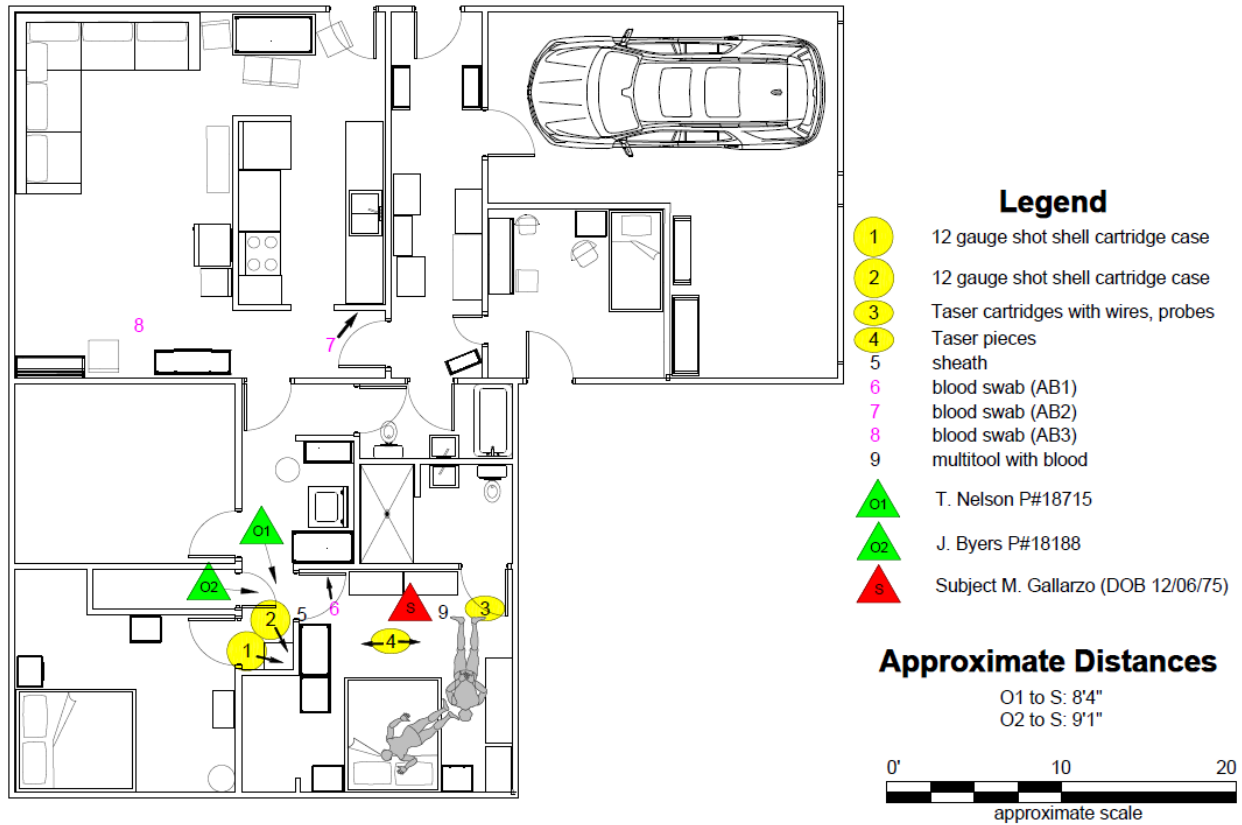 Legend
1 12 gauge shot shell cartridge case
2 12 gauge shot shell cartridge case
3 Taser cartridges with wires, probes
4 Taser pieces
5 sheath
6 blood swab (AB1)
7 blood swab (AB2)
8 blood swab (AB3)
9 multitool with blood
O1 T. Nelson P#18715
O2 J. Byers P#18188
S Subject M. Gallarzo (DOB 12/06/75)
Approximate Distances
O1 to S: 8'4"
O2 to S: 9'1"
0' 10 20
approximate scale
8
7
O1
O2
6
5
2
1
S
9
3
4